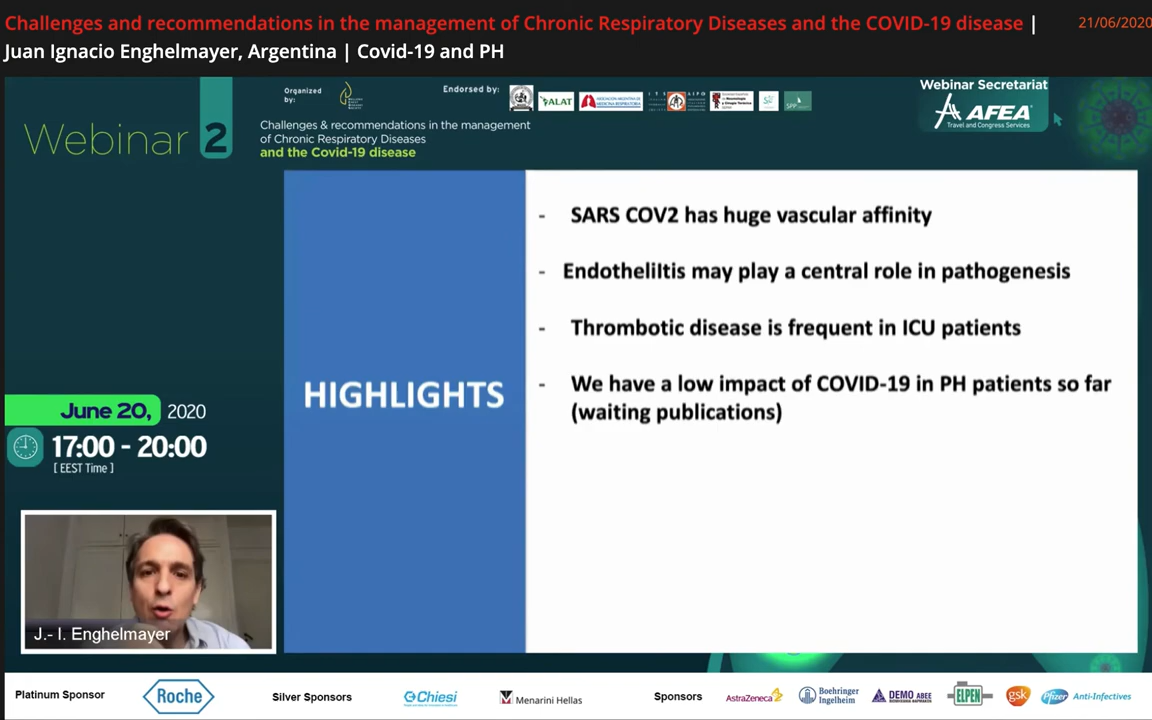 Challenges and recommendations in the management of Chronic Respiratory Diseases and the COVID-19 disease |
21/06/2020
Juan Ignacio Enghelmayer, Argentina | Covid-19 and PH
Webinar 2
Organized by:
Endorsed by:
ALAT
Challenges & recommendations in the management
of Chronic Respiratory Diseases
and the Covid-19 disease
Webinar Secretariat
AFEA
Travel and Congress Services
HIGHLIGHTS
- SARS COV2 has huge vascular affinity
- EndotheliItis may play a central role in pathogenesis
- Thrombotic disease is frequent in ICU patients
- We have a low impact of COVID-19 in PH patients so far
(waiting publications)
June 20, 2020
17:00 - 20:00
[ EEST Time ]
J.- I. Enghelmayer
Platinum Sponsor
Roche
Silver Sponsors
Chiesi
Menarini Hellas
Sponsors
AstraZeneca
Boehringer
Ingelheim
DEMO ABEE
ELPEN
gsk
Pfizer Anti-Infectives